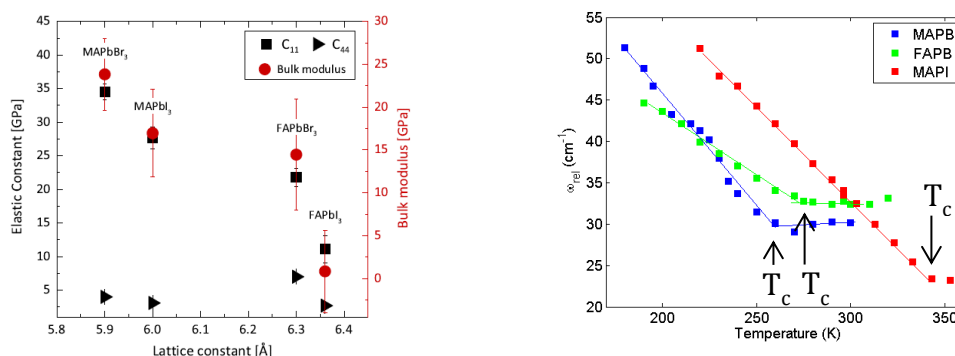 45
40
35
30
25
20
15
10
5
Elastic Constant [GPa]
5.8 5.9 6.0 6.1 6.2 6.3 6.4
Lattice constant [Å]
30
25
20
15
10
5
0
Bulk modulus [GPa]
C11 C44
Bulk modulus
MAPbBr3
MAPbI3
FAPbBr3
FAPbI3
55
50
45
40
35
30
25
20
ω_rel (cm⁻¹)
200 250 300 350
Temperature (K)
MAPB
FAPB
MAPI
Tc
Tc
Tc